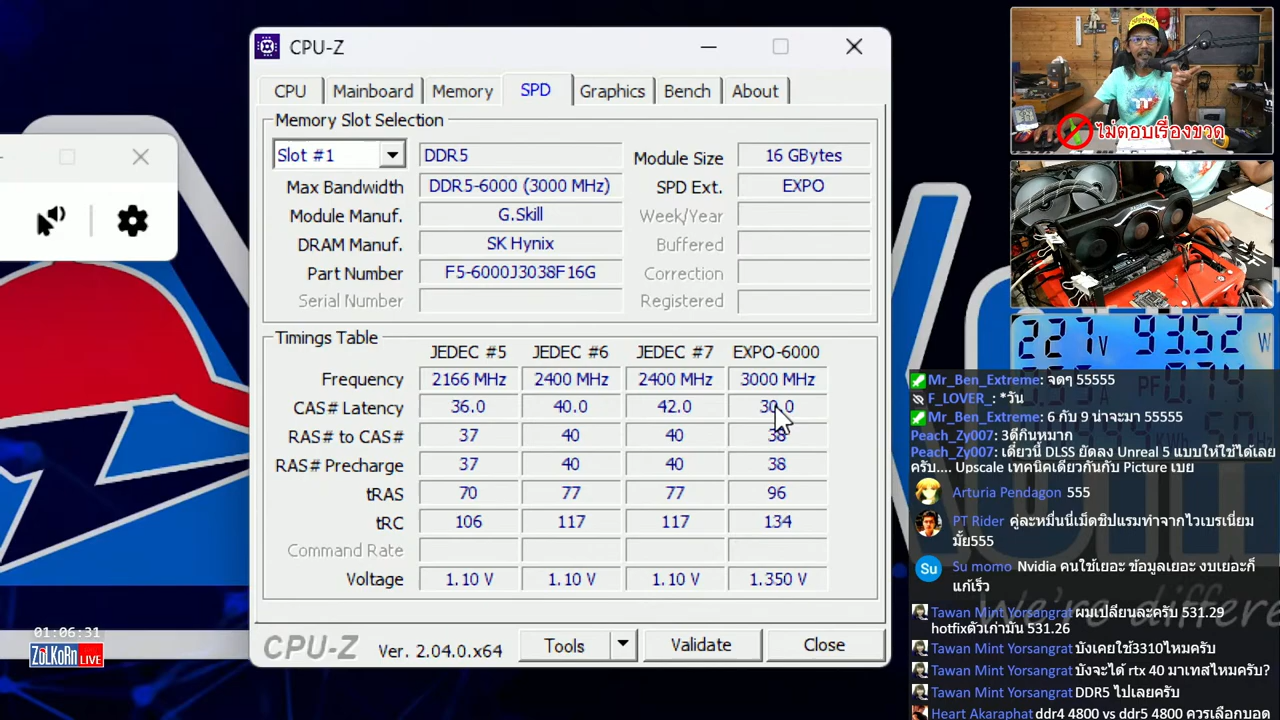 CPU-Z
CPU Mainboard Memory SPD Graphics Bench About
Memory Slot Selection
Slot #1 DDR5 Module Size 16 GBytes
Max Bandwidth DDR5-6000 (3000 MHz) SPD Ext. EXPO
Module Manuf. G.Skill Week/Year
DRAM Manuf. SK Hynix Buffered
Part Number F5-6000J3038F16G Correction
Serial Number Registered
Timings Table
JEDEC #5 JEDEC #6 JEDEC #7 EXPO-6000
Frequency 2166 MHz 2400 MHz 2400 MHz 3000 MHz
CAS# Latency 36.0 40.0 42.0 30.0
RAS# to CAS# 37 40 40 38
RAS# Precharge 37 40 40 38
tRAS 70 77 77 96
tRC 106 117 117 134
Command Rate
Voltage 1.10 V 1.10 V 1.10 V 1.350 V
CPU-Z Ver. 2.04.0.x64 Tools Validate Close
01:06:31
ZOLKORN LIVE
ไม่ตอบเรื่องขวด
227 V 93.52 W
PF 0.74
Mr_Ben_Extreme: จดๆ 55555
F_LOVER_: *วัน
Mr_Ben_Extreme: 6 กับ 9 น่าจะมา 55555
Peach_Zy007: 3ดีกินหมาก
Peach_Zy007: เดี๋ยวนี้ DLSS ยัดลง Unreal 5 แบบให้ใช้ได้เลย
ครับ.... Upscale เทคนิคเดียวกันกับ Picture เบย
Arturia Pendagon 555
PT Rider คู่ละหมื่นนี่เม็ดชิปแรมทำจากไวเบรเนี่ยม
มั้ย555
Su Su momo Nvidia คนใช้เยอะ ข้อมูลเยอะ งบเยอะก็
แก้เร็ว
We're differe
Tawan Mint Yorsangrat ผมเปลี่ยนละครับ 531.29
hotfixตัวเก่ามัน 531.26
Tawan Mint Yorsangrat บังเคยใช้3310ไหมครับ
Tawan Mint Yorsangrat บังจะได้ rtx 40 มาเทสไหมครับ?
Tawan Mint Yorsangrat DDR5 ไปเลยครับ
Heart Akaraphat ddr4 4800 vs ddr5 4800 ควรเลือกบอด